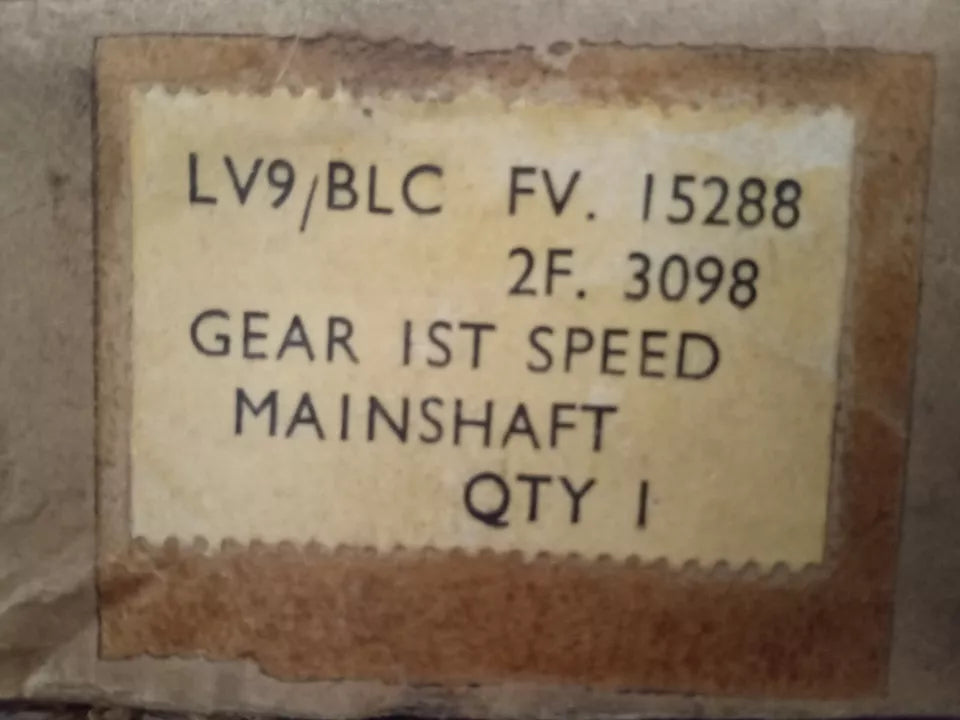 LV9/BLC FV. 15288
2F. 3098
GEAR 1ST SPEED
MAINSHAFT
QTY 1